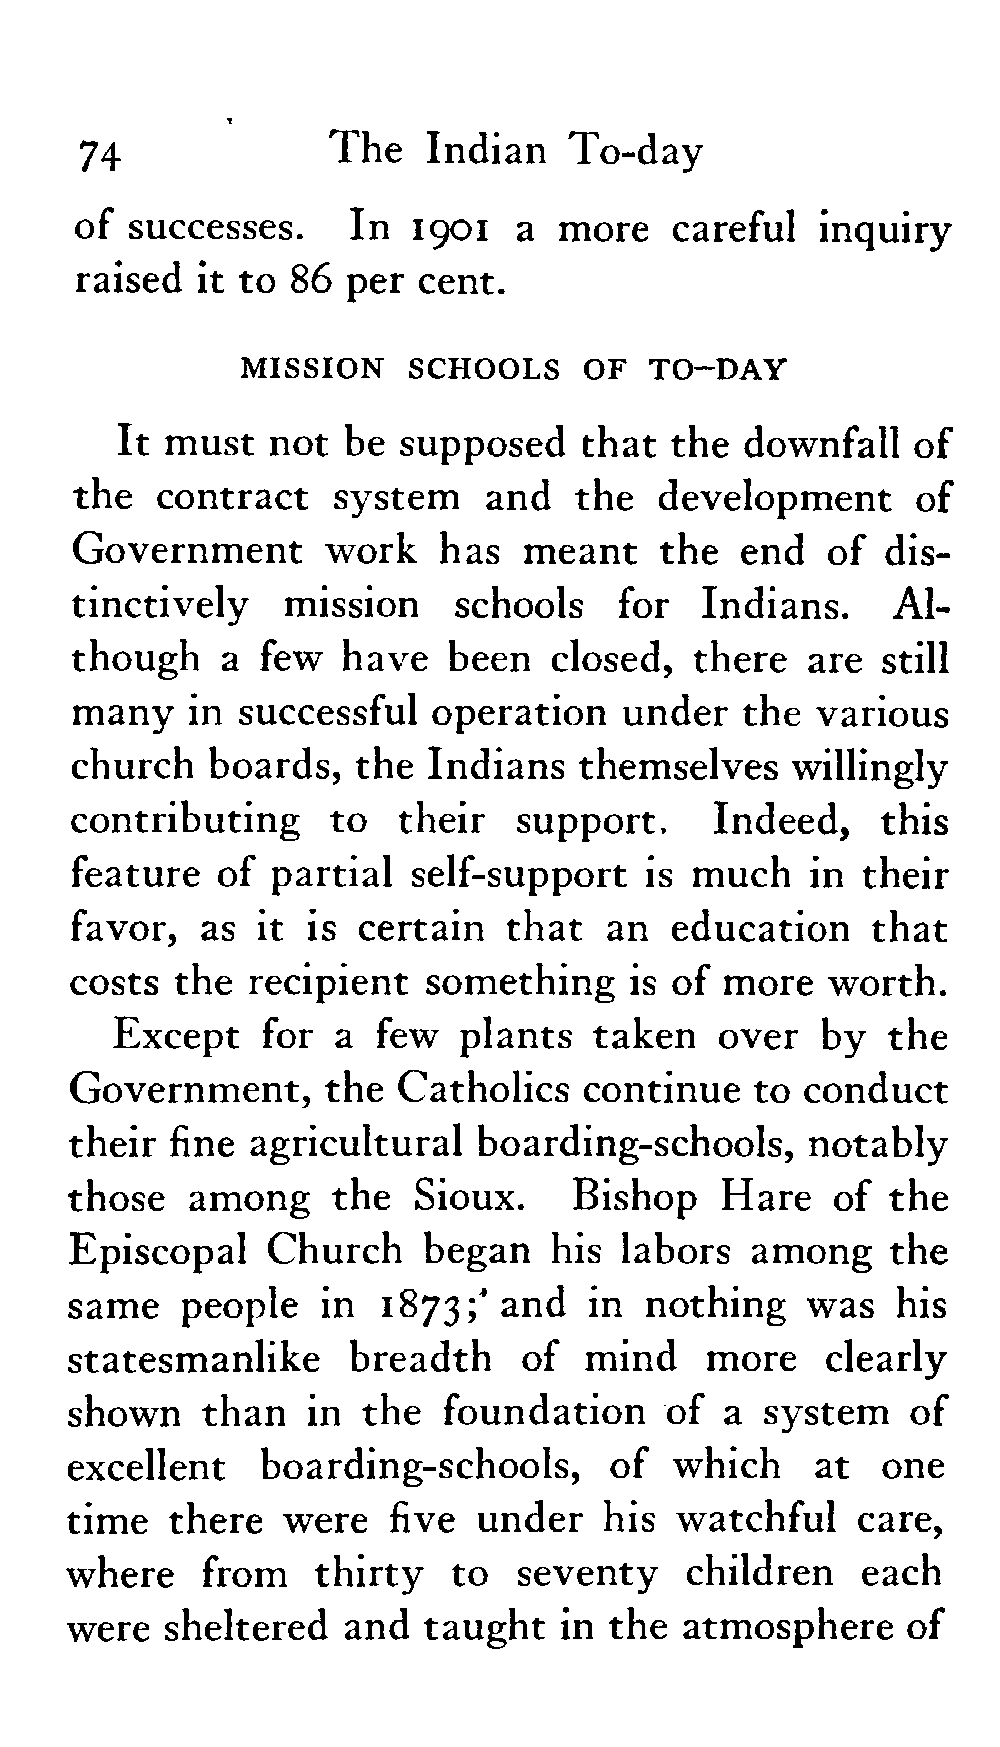 74 The Indian To-day
of successes. In 1901 a more careful inquiry
raised it to 86 per cent.
MISSION SCHOOLS OF TO-DAY
It must not be supposed that the downfall of
the contract system and the development of
Government work has meant the end of dis-
tinctively mission schools for Indians. Al-
though a few have been closed, there are still
many in successful operation under the various
church boards, the Indians themselves willingly
contributing to their support. Indeed, this
feature of partial self-support is much in their
favor, as it is certain that an education that
costs the recipient something is of more worth.
Except for a few plants taken over by the
Government, the Catholics continue to conduct
their fine agricultural boarding-schools, notably
those among the Sioux. Bishop Hare of the
Episcopal Church began his labors among the
same people in 1873;' and in nothing was his
statesmanlike breadth of mind more clearly
shown than in the foundation of a system of
excellent boarding-schools, of which at one
time there were five under his watchful care,
where from thirty to seventy children each
were sheltered and taught in the atmosphere of